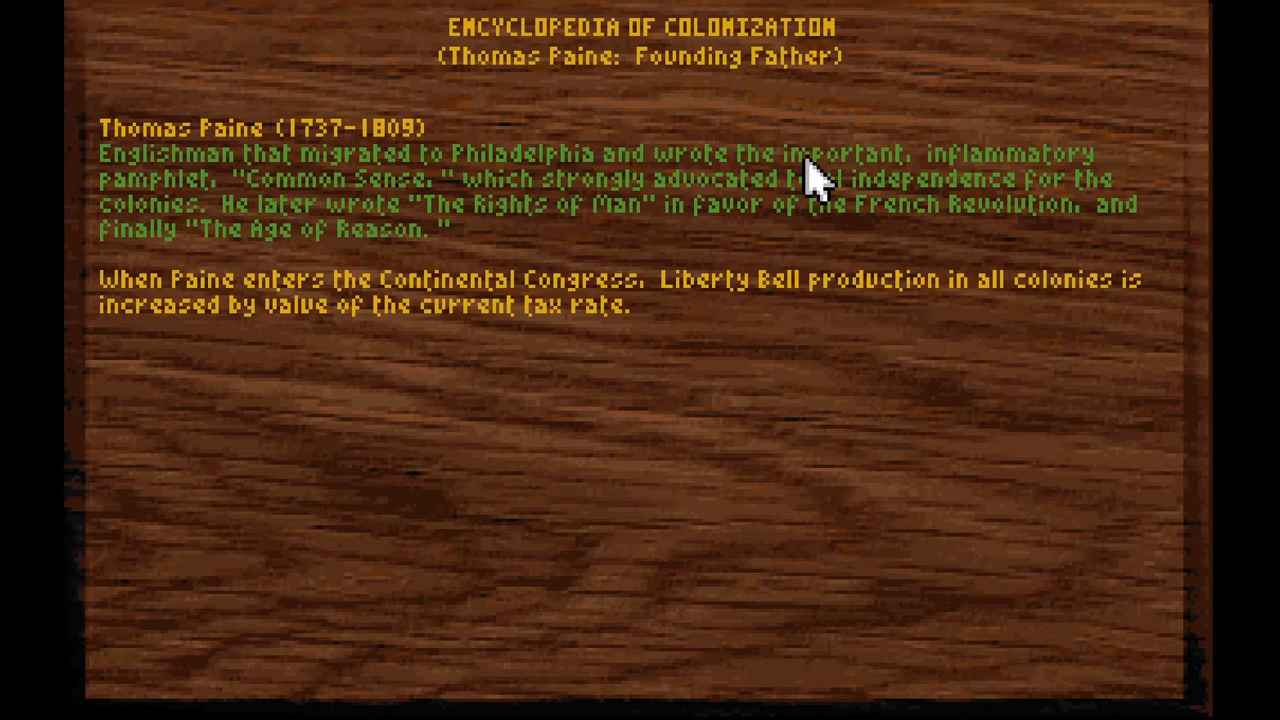 ENCYCLOPEDIA OF COLONIZATION
(Thomas Paine: Founding Father)
Thomas Paine (1737-1809)
Englishman that migrated to Philadelphia and wrote the important, inflammatory
pamphlet, "Common Sense," which strongly advocated independence for the
colonies. He later wrote "The Rights of Man" in favor of the French Revolution, and
finally "The Age of Reason."
When Paine enters the Continental Congress, Liberty Bell production in all colonies is
increased by value of the current tax rate.